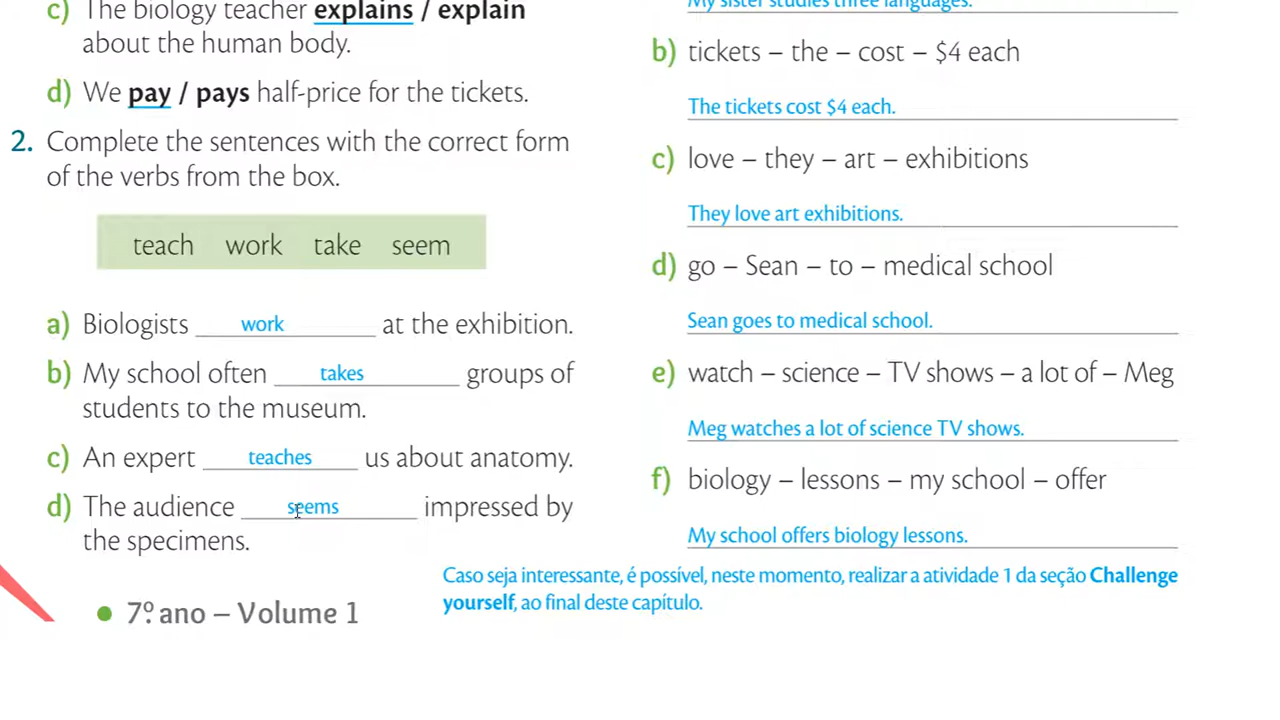 c) The biology teacher explains / explain
about the human body.
d) We pay / pays half-price for the tickets.
2. Complete the sentences with the correct form
of the verbs from the box.
teach work take seem
a) Biologists work at the exhibition.
b) My school often takes groups of
students to the museum.
c) An expert teaches us about anatomy.
d) The audience seems impressed by
the specimens.
7º. ano – Volume 1
My sister studies three languages.
b) tickets – the – cost – $4 each
The tickets cost $4 each.
c) love – they – art – exhibitions
They love art exhibitions.
d) go – Sean – to – medical school
Sean goes to medical school.
e) watch – science – TV shows – a lot of – Meg
Meg watches a lot of science TV shows.
f) biology – lessons – my school – offer
My school offers biology lessons.
Caso seja interessante, é possível, neste momento, realizar a atividade 1 da seção Challenge
yourself, ao final deste capítulo.